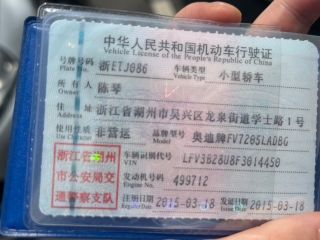 中华人民共和国机动车行驶证
Vehicle License of the People's Republic of China
号牌号码 浙ETJ086 车辆类型 小型轿车
Plate No. Vehicle Type
所有人 陈琴
Owner
住址 浙江省湖州市吴兴区龙泉街道学士路1号
Address
使用性质 非营运 品牌型号 奥迪牌FV7205LADBG
Use Character Model
浙江省湖州 车辆识别代号 LFV3B28U8F3014450
VIN
市公安局交 发动机号码 499712
Engine No.
通警察支队 注册日期 2015-03-18 发证日期 2015-03-18
Register Date Issue Date